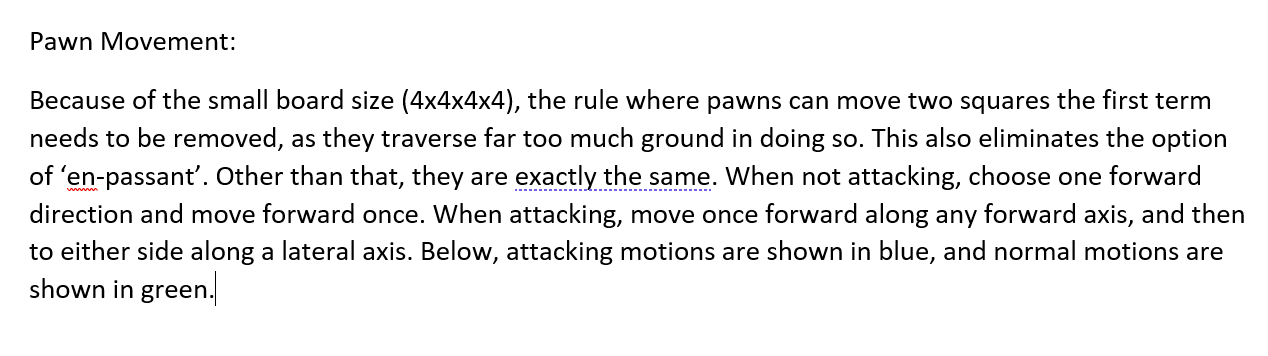 Pawn Movement:
Because of the small board size (4x4x4x4), the rule where pawns can move two squares the first term
needs to be removed, as they traverse far too much ground in doing so. This also eliminates the option
of ‘en-passant’. Other than that, they are exactly the same. When not attacking, choose one forward
direction and move forward once. When attacking, move once forward along any forward axis, and then
to either side along a lateral axis. Below, attacking motions are shown in blue, and normal motions are
shown in green.